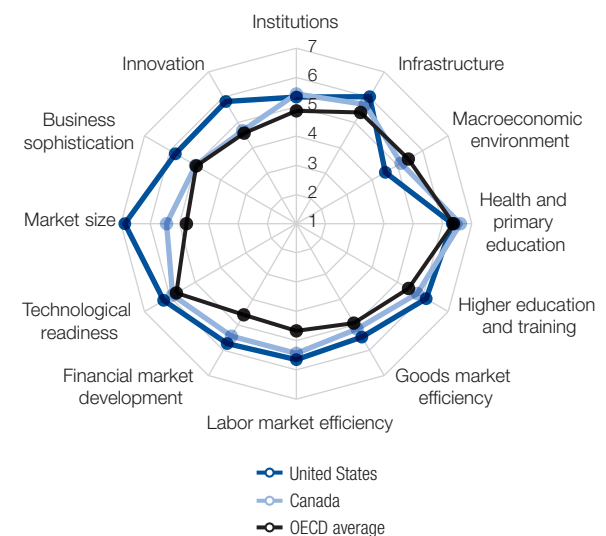 Institutions
7
6
5
4
3
2
1
Innovation
Infrastructure
Business
sophistication
Macroeconomic
environment
Market size
Health and
primary
education
Technological
readiness
Higher education
and training
Financial market
development
Goods market
efficiency
Labor market efficiency
United States
Canada
OECD average